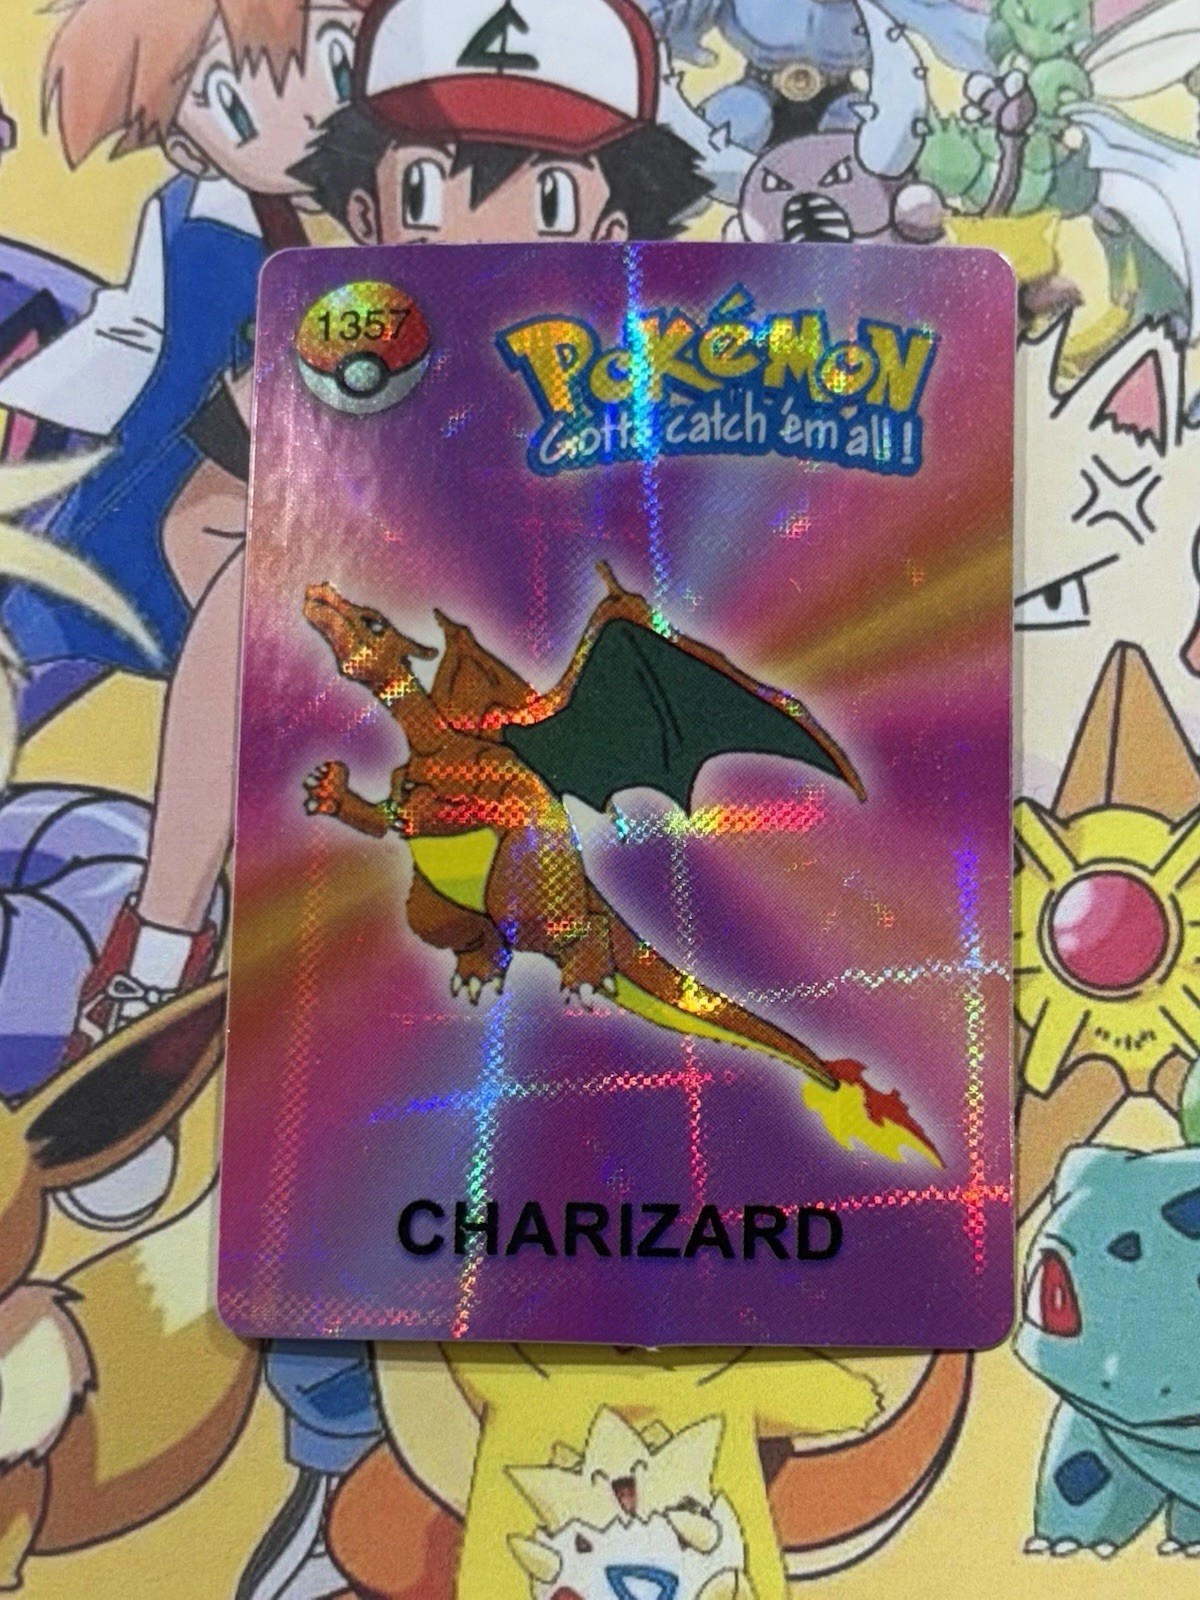 1357
POKéMON
Gotta catch 'em all!
CHARIZARD